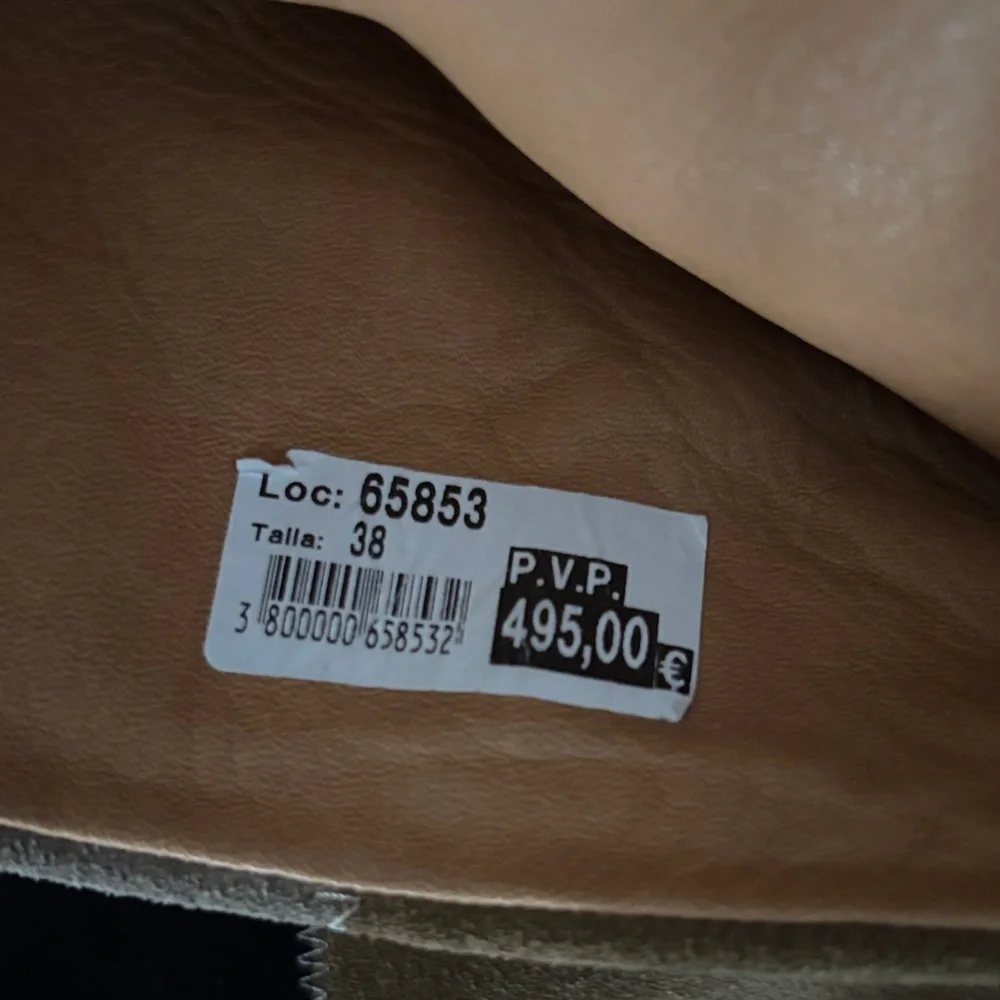 Loc: 65853
Talla: 38
3 800000 658532
P.V.P.
495,00 €